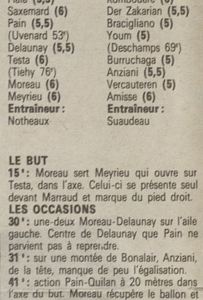 Saxemard (6)
Pain (5,5)
(Uvenard 53e)
Delaunay (5,5)
Testa (6)
(Tiehy 76e)
Moreau (6)
Meyrieu (6)
Entraîneur :
Notheaux
Der Zakarian (5,5)
Bracigliano (5)
Youm (5)
(Deschamps 69e)
Burruchaga (5)
Anziani (5,5)
Vercauteren (5)
Amisse (6)
Entraîneur :
Suaudeau
LE BUT
15e : Moreau sert Meyrieu qui ouvre sur
Testa, dans l'axe. Celui-ci se présente seul
devant Marraud et marque du pied droit.
LES OCCASIONS
30e : une-deux Moreau-Delaunay sur l'aile
gauche. Centre de Delaunay que Pain ne
parvient pas à reprendre.
31e : sur une montée de Bonalair, Anziani,
de la tête, manque de peu l'égalisation.
41e : action Pain-Quilan à 20 mètres dans
l'axe du but. Moreau récupère le ballon et